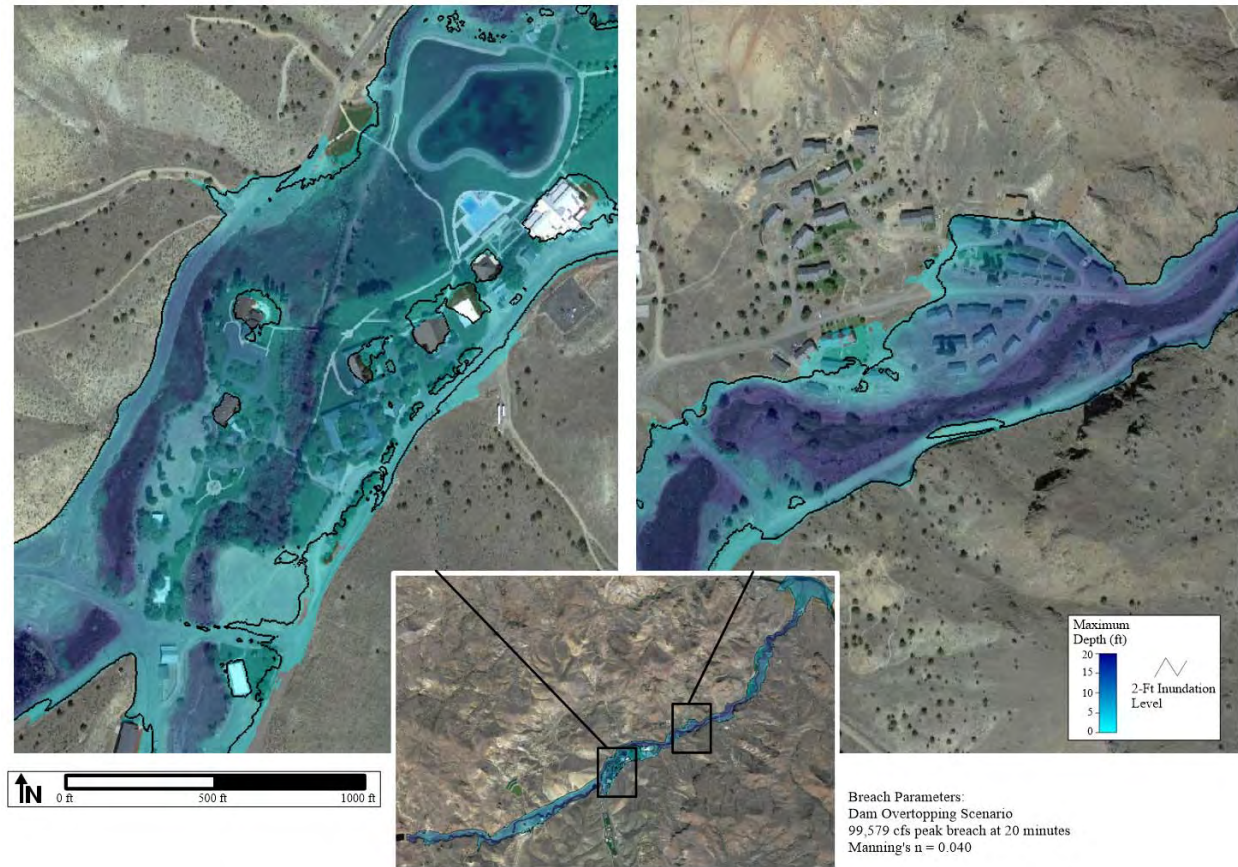 Maximum
Depth (ft)
20
15
10
5
0
2-Ft Inundation
Level
N
0 ft
500 ft
1000 ft
Breach Parameters:
Dam Overtopping Scenario
99,579 cfs peak breach at 20 minutes
Manning's n = 0.040